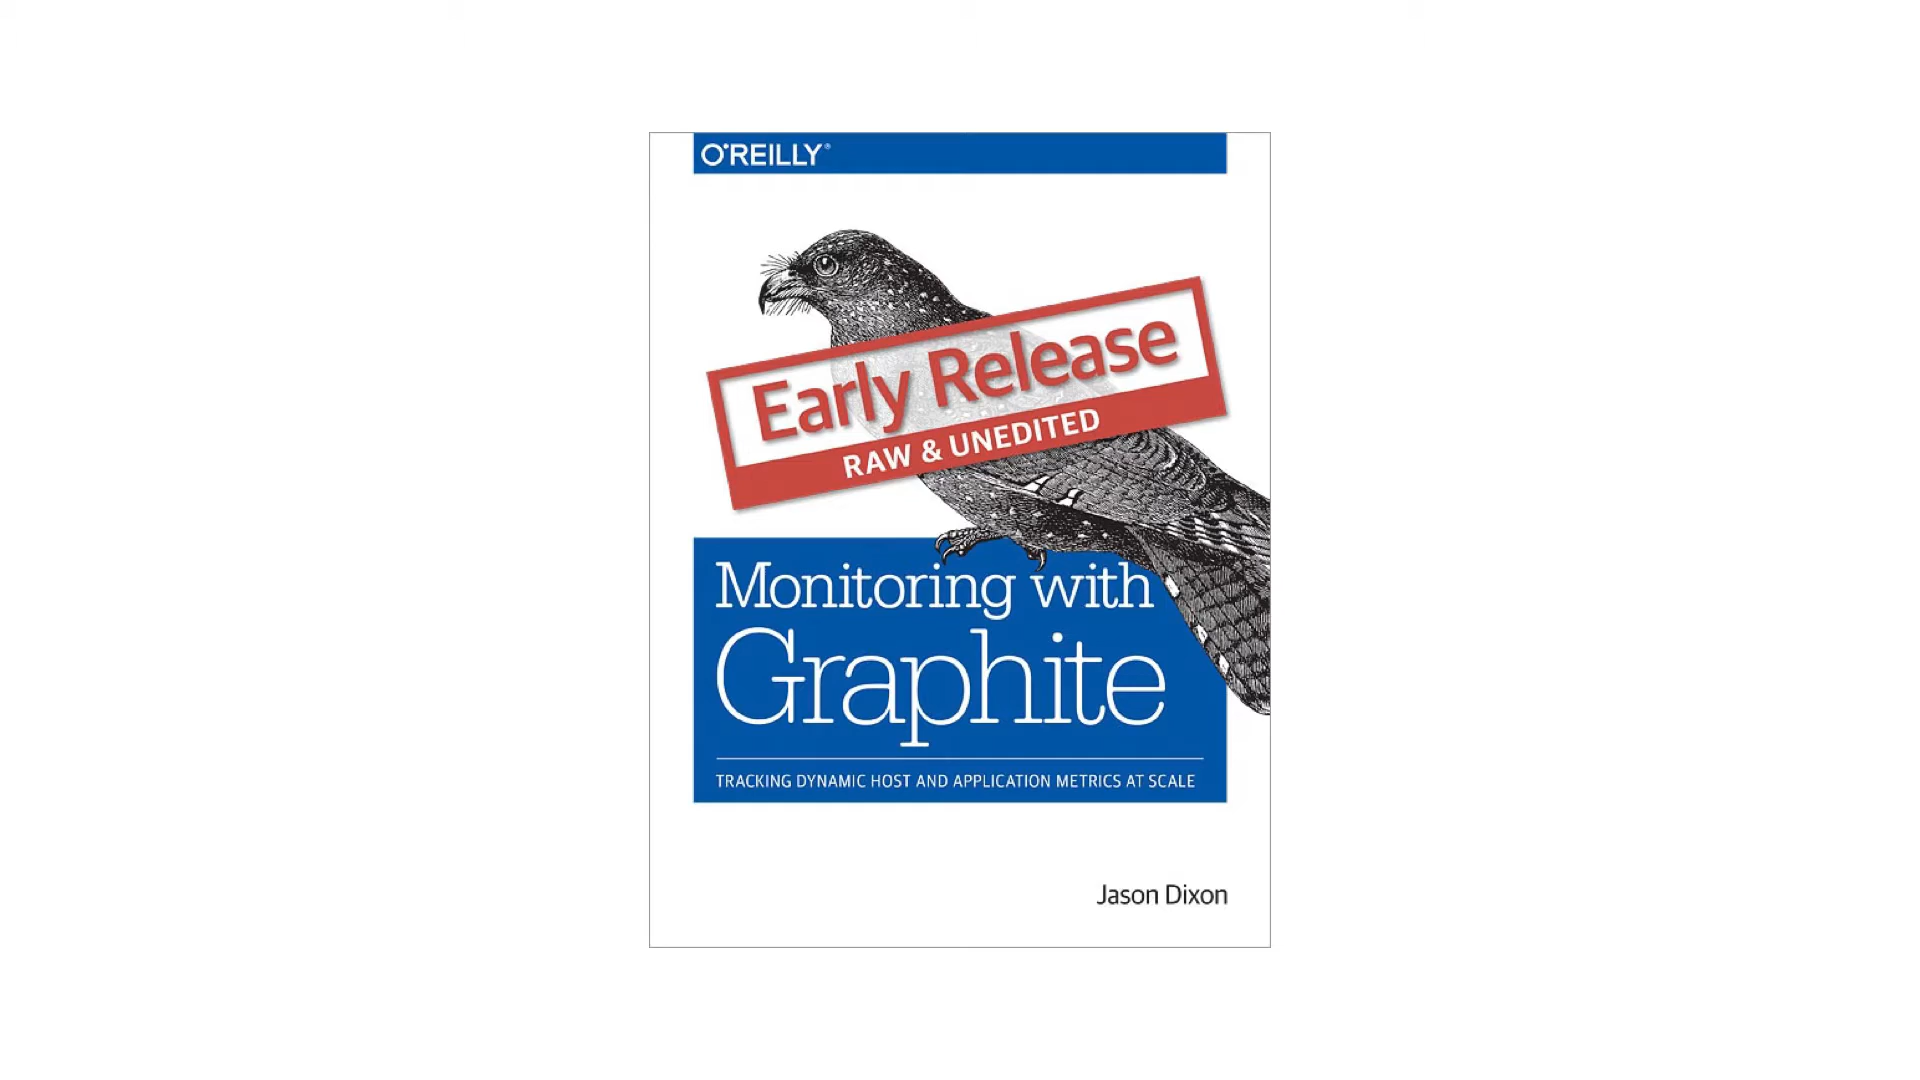 O'REILLY®
Early Release
RAW & UNEDITED
Monitoring with
Graphite
TRACKING DYNAMIC HOST AND APPLICATION METRICS AT SCALE
Jason Dixon